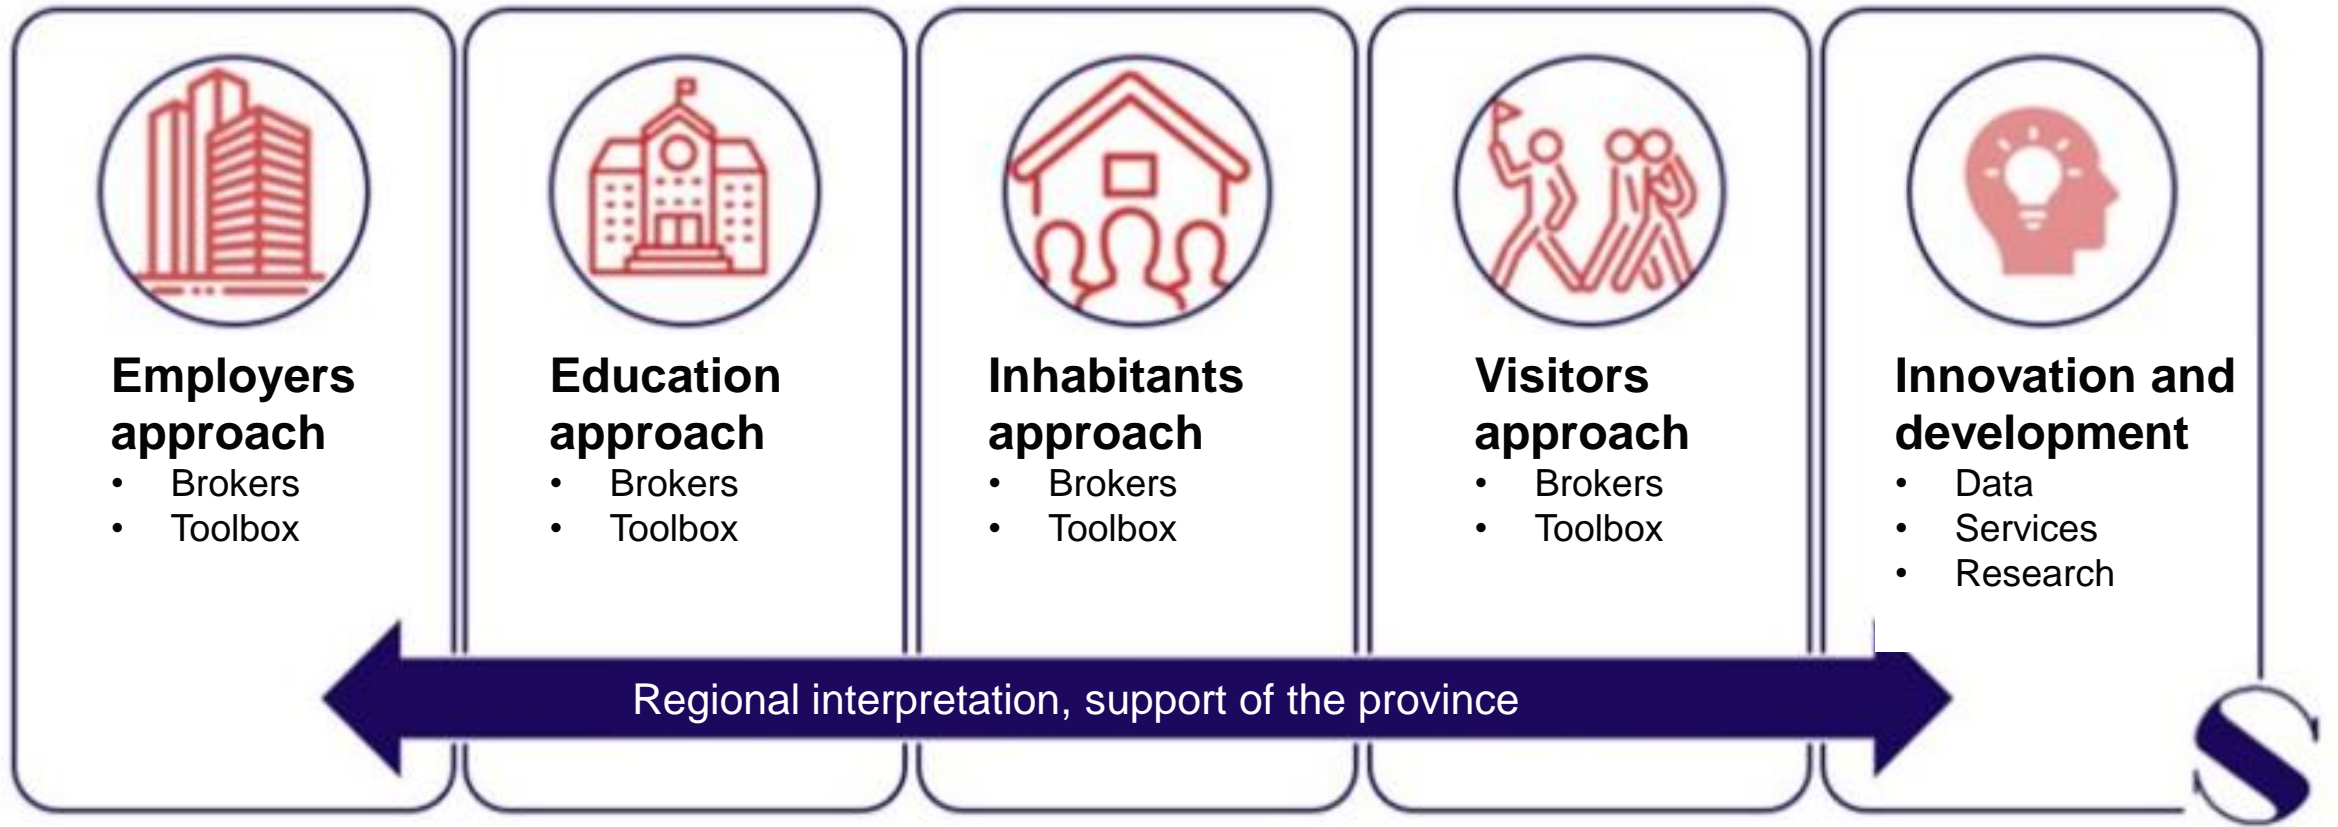 Employers
approach
• Brokers
• Toolbox
Education
approach
• Brokers
• Toolbox
Inhabitants
approach
• Brokers
• Toolbox
Visitors
approach
• Brokers
• Toolbox
Innovation and
development
• Data
• Services
• Research
Regional interpretation, support of the province
S